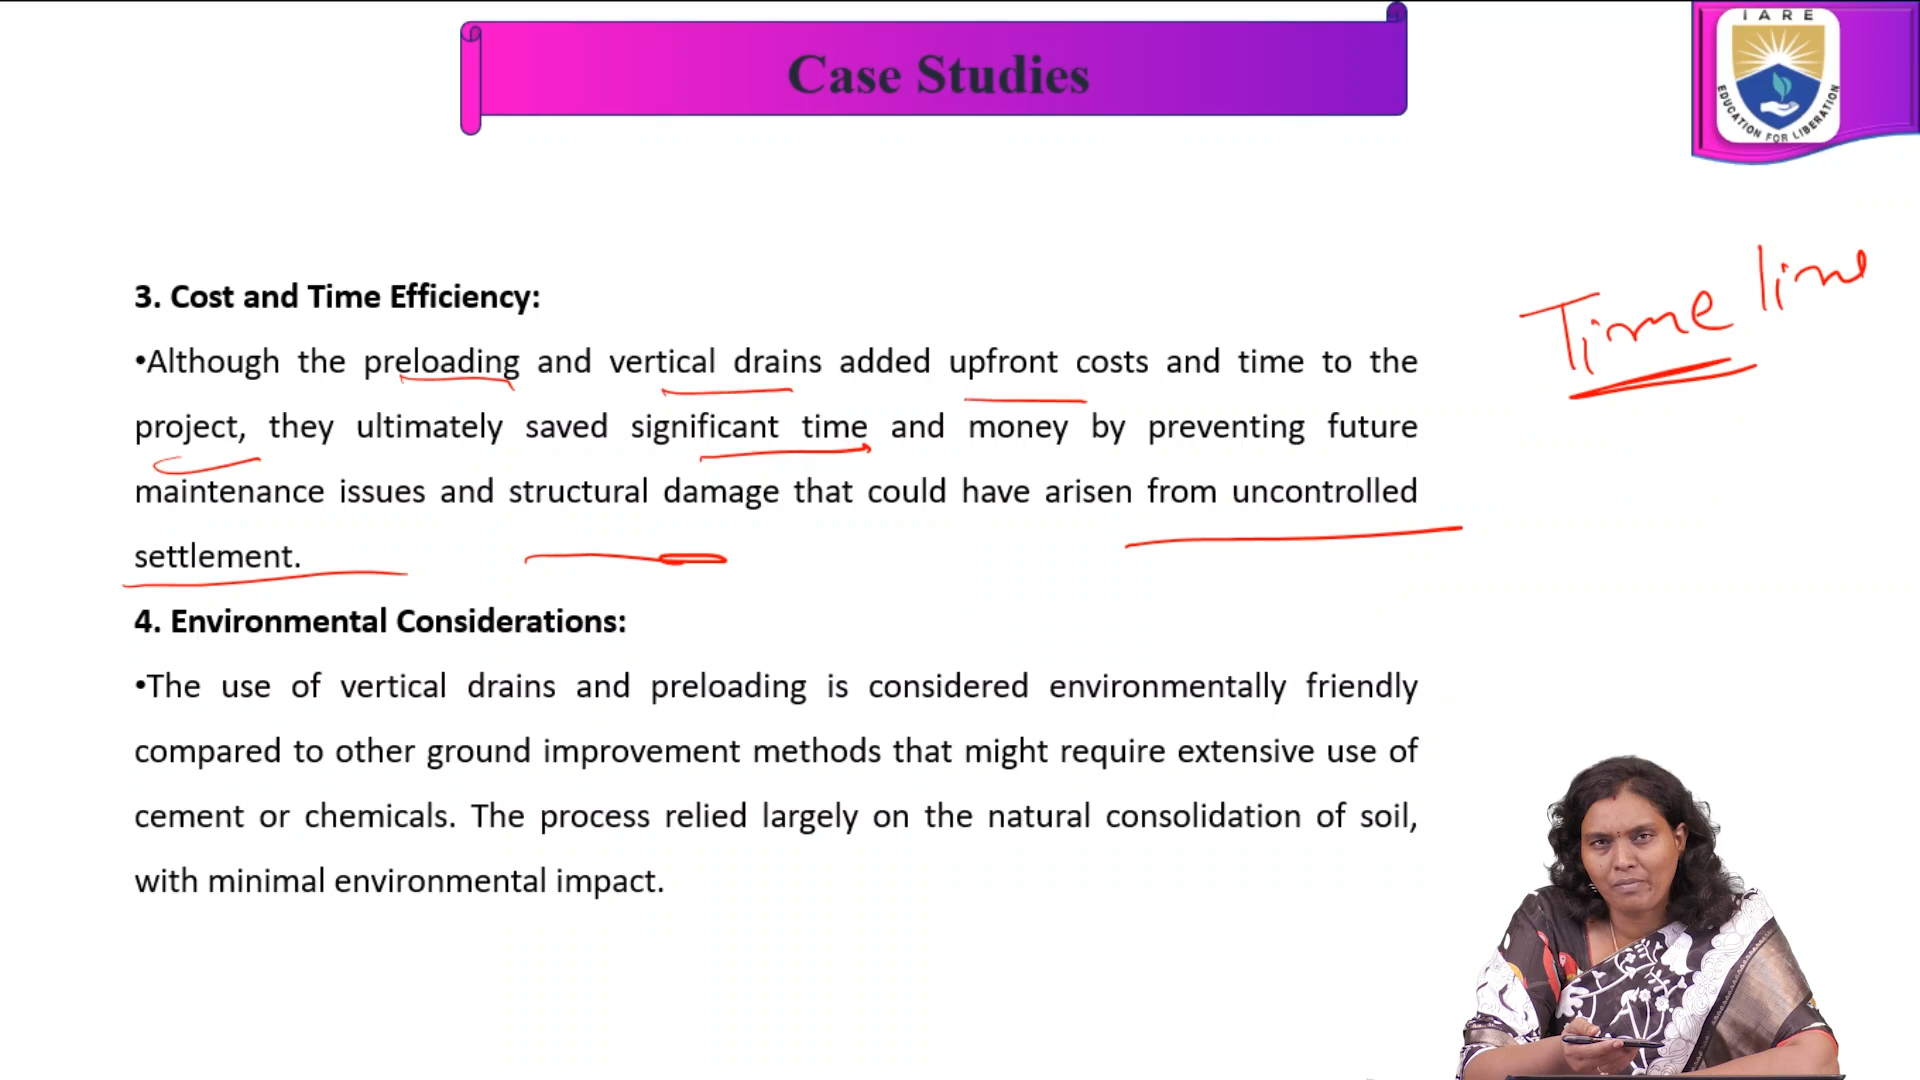 Case Studies
IARE
EDUCATION FOR LIBERATION
Time line
3. Cost and Time Efficiency:
•Although the preloading and vertical drains added upfront costs and time to the
project, they ultimately saved significant time and money by preventing future
maintenance issues and structural damage that could have arisen from uncontrolled
settlement.
4. Environmental Considerations:
•The use of vertical drains and preloading is considered environmentally friendly
compared to other ground improvement methods that might require extensive use of
cement or chemicals. The process relied largely on the natural consolidation of soil,
with minimal environmental impact.